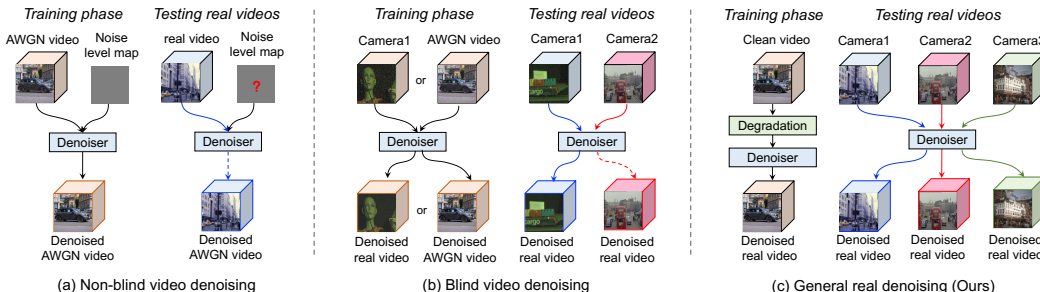 Training phase
Testing real videos
AWGN video
Noise
level map
real video
Noise
level map
?
Denoiser
Denoiser
Denoised
AWGN video
Denoised
AWGN video
(a) Non-blind video denoising
Training phase
Testing real videos
Camera1
or
AWGN video
Camera1
Camera2
Denoiser
Denoiser
or
Denoised
real video
Denoised
AWGN video
Denoised
real video
Denoised
real video
(b) Blind video denoising
Training phase
Testing real videos
Clean video
Camera1
Camera2
Camera3
Degradation
Denoiser
Denoiser
Denoised
real video
Denoised
real video
Denoised
real video
Denoised
real video
(c) General real denoising (Ours)